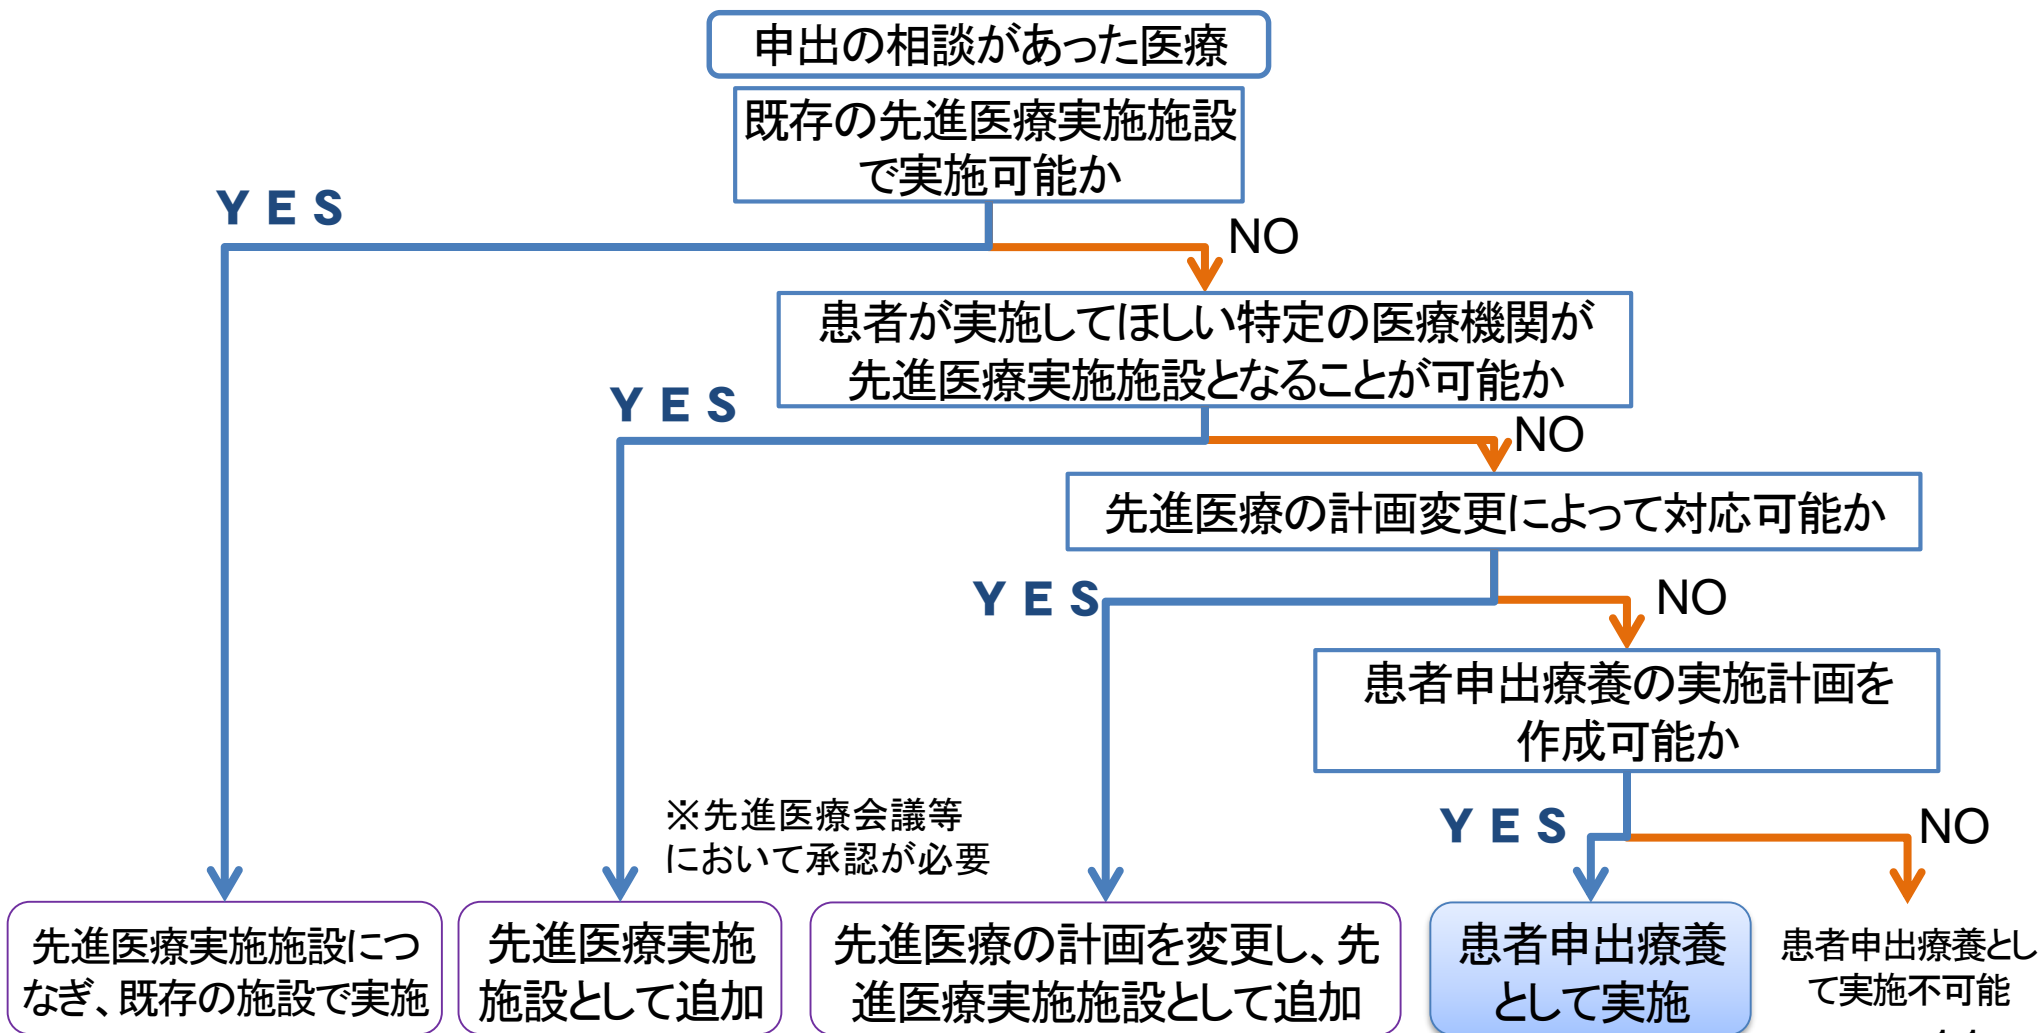 申出の相談があった医療
既存の先進医療実施施設
で実施可能か
ＹＥＳ
NO
患者が実施してほしい特定の医療機関が
先進医療実施施設となることが可能か
ＹＥＳ
NO
先進医療の計画変更によって対応可能か
ＹＥＳ
NO
患者申出療養の実施計画を
作成可能か
※先進医療会議等
において承認が必要
ＹＥＳ
NO
先進医療実施施設につ
なぎ、既存の施設で実施
先進医療実施
施設として追加
先進医療の計画を変更し、先
進医療実施施設として追加
患者申出療養
として実施
患者申出療養とし
て実施不可能